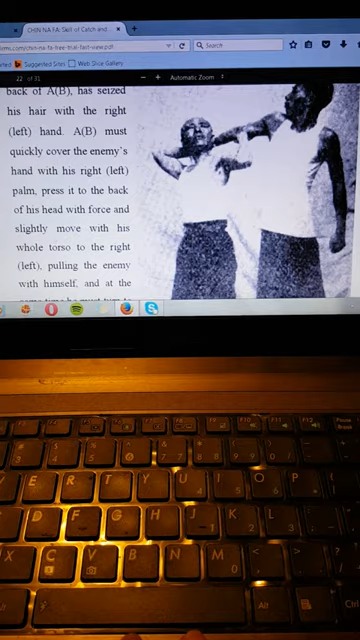 CHIN NA FA: Skill of Catch and
Search
Suggested Sites
Web Slice Gallery
22 of 31
Automatic Zoom
back of A(B), has seized
his hair with the right
(left) hand. A(B) must
quickly cover the enemy's
hand with his right (left)
palm, press it to the back
of his head with force and
slightly move with his
whole torso to the right
(left), pulling the enemy
with himself, and at the
Pause
E R T Y U I O P
D F G H J K L
X C V B N M
Alt Ctrl